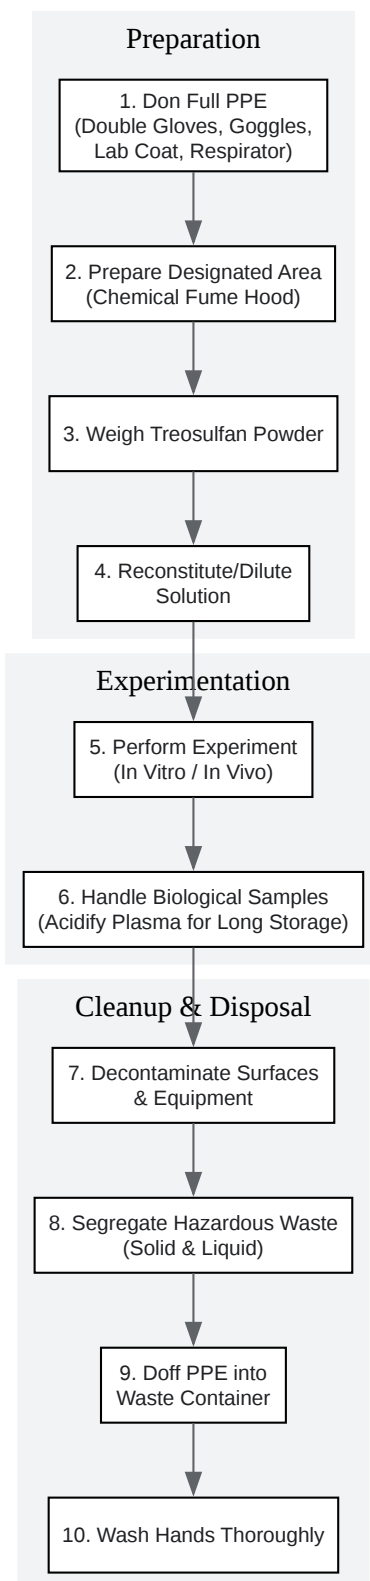 Preparation
1. Don Full PPE
(Double Gloves, Goggles,
Lab Coat, Respirator)
2. Prepare Designated Area
(Chemical Fume Hood)
3. Weigh Treosulfan Powder
4. Reconstitute/Dilute
Solution
Experimentation
5. Perform Experiment
(In Vitro / In Vivo)
6. Handle Biological Samples
(Acidify Plasma for Long Storage)
Cleanup & Disposal
7. Decontaminate Surfaces
& Equipment
8. Segregate Hazardous Waste
(Solid & Liquid)
9. Doff PPE into
Waste Container
10. Wash Hands Thoroughly